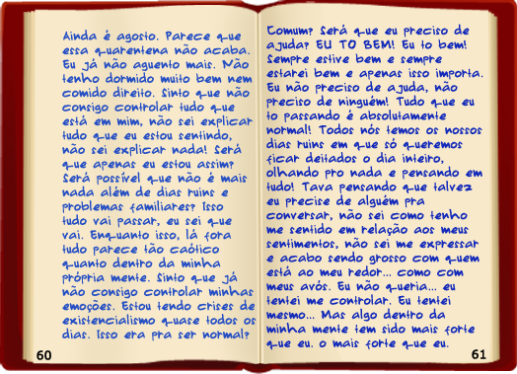 Ainda é agosto. Parece que
essa quarentena não acaba.
Eu já não aguento mais. Não
tenho dormido muito bem nem
comido direito. Sinto que não
consigo controlar tudo que
está em mim, não sei explicar
tudo que eu estou sentindo,
não sei explicar nada! Será
que apenas eu estou assim?
Será possível que não é mais
nada além de dias ruins e
problemas familiares? Isso
tudo vai passar, eu sei que
vai. Enquanto isso, lá fora
tudo parece tão caótico
quanto dentro da minha
própria mente. Sinto que já
não consigo controlar minhas
emoções. Estou tendo crises de
existencialismo quase todos os
dias. Isso era pra ser normal?
60
Comum? Será que eu preciso de
ajuda? EU TO BEM! Eu to bem!
Sempre estive bem e sempre
estarei bem e apenas isso importa.
Eu não preciso de ajuda, não
preciso de ninguém! Tudo que eu
to passando é absolutamente
normal! Todos nós temos os nossos
dias ruins em que só queremos
ficar deitados o dia inteiro,
olhando pro nada e pensando em
tudo! Tava pensando que talvez
eu precise de alguém pra
conversar, não sei como tenho
me sentido em relação aos meus
sentimentos, não sei me expressar
e acabo sendo grosso com quem
está ao meu redor... como com
meus avós. Eu não queria... eu
tentei me controlar. Eu tentei
mesmo... Mas algo dentro da
minha mente tem sido mais forte
que eu. o mais forte que eu.
61